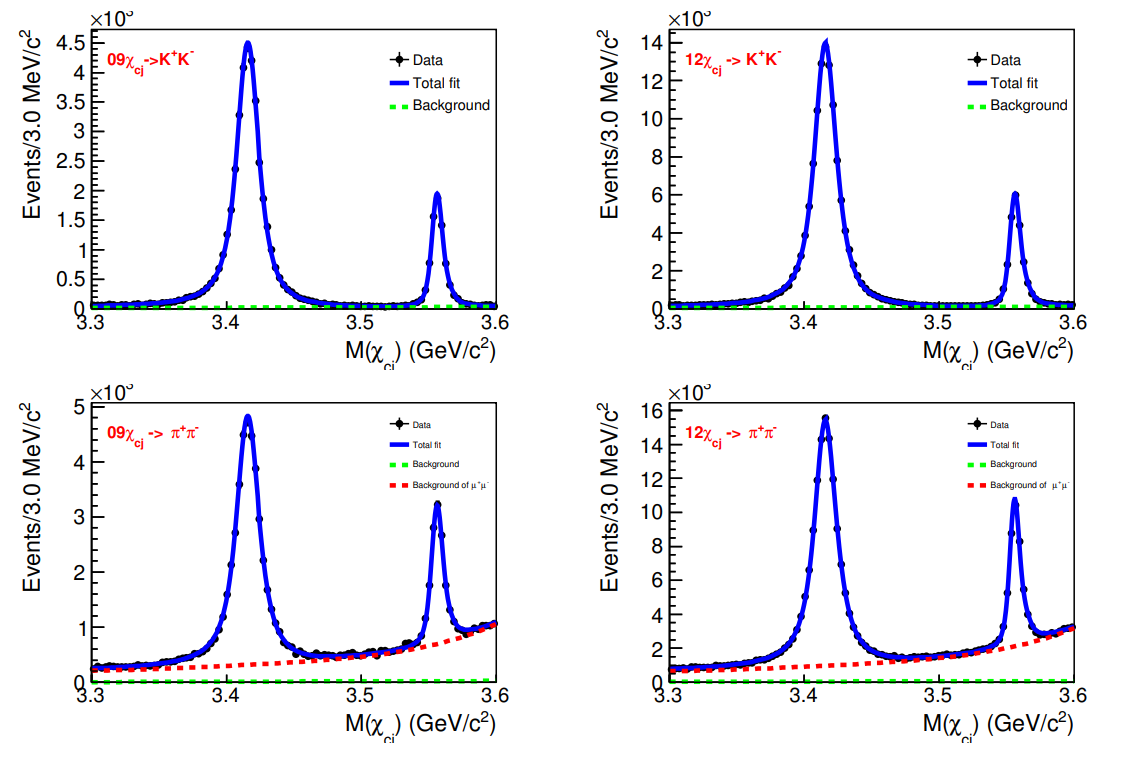 ×10³
Events/3.0 MeV/c²
4.5
4
3.5
3
2.5
2
1.5
1
0.5
0
09χcj->K⁺K⁻
Data
Total fit
Background
3.3 3.4 3.5 3.6
M(χcj) (GeV/c²)
×10³
Events/3.0 MeV/c²
14
12
10
8
6
4
2
0
12χcj -> K⁺K⁻
Data
Total fit
Background
3.3 3.4 3.5 3.6
M(χcj) (GeV/c²)
×10³
Events/3.0 MeV/c²
5
4
3
2
1
0
09χcj -> π⁺π⁻
Data
Total fit
Background
Background of μ⁺μ⁻
3.3 3.4 3.5 3.6
M(χcj) (GeV/c²)
×10³
Events/3.0 MeV/c²
16
14
12
10
8
6
4
2
0
12χcj -> π⁺π⁻
Data
Total fit
Background
Background of μ⁺μ⁻
3.3 3.4 3.5 3.6
M(χcj) (GeV/c²)